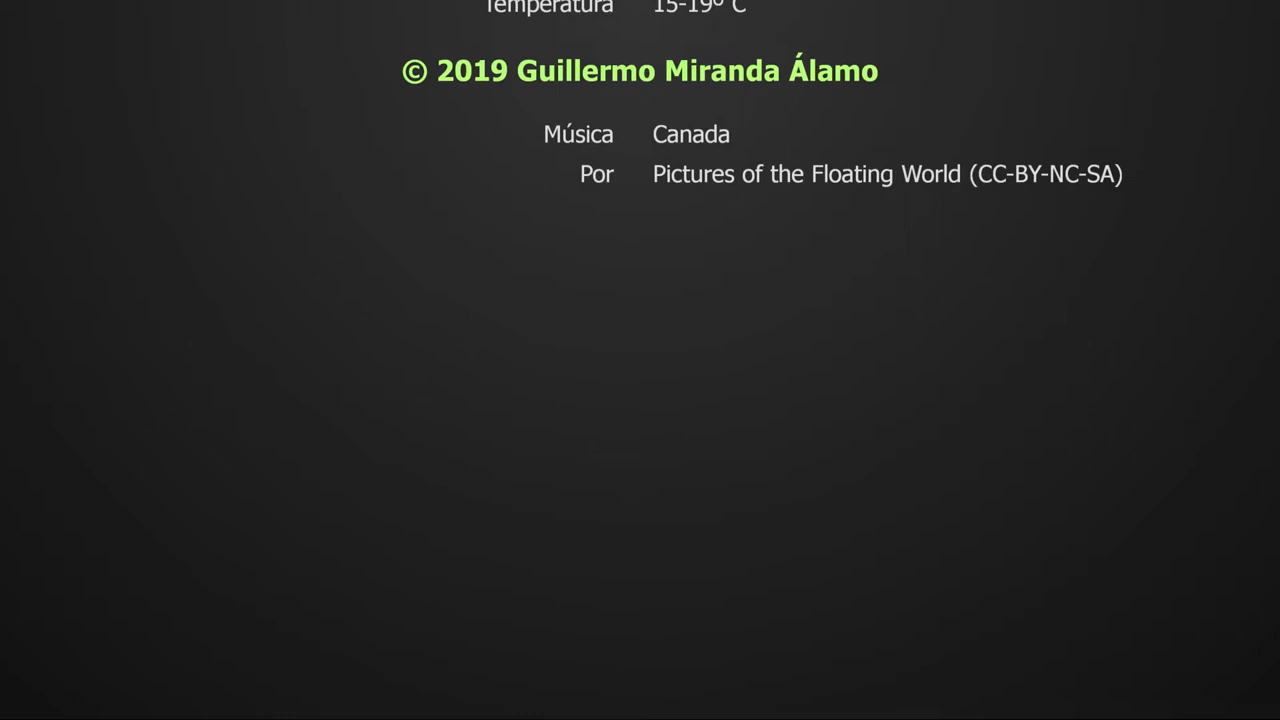 Temperatura 15-19º C
© 2019 Guillermo Miranda Álamo
Música Canada
Por Pictures of the Floating World (CC-BY-NC-SA)